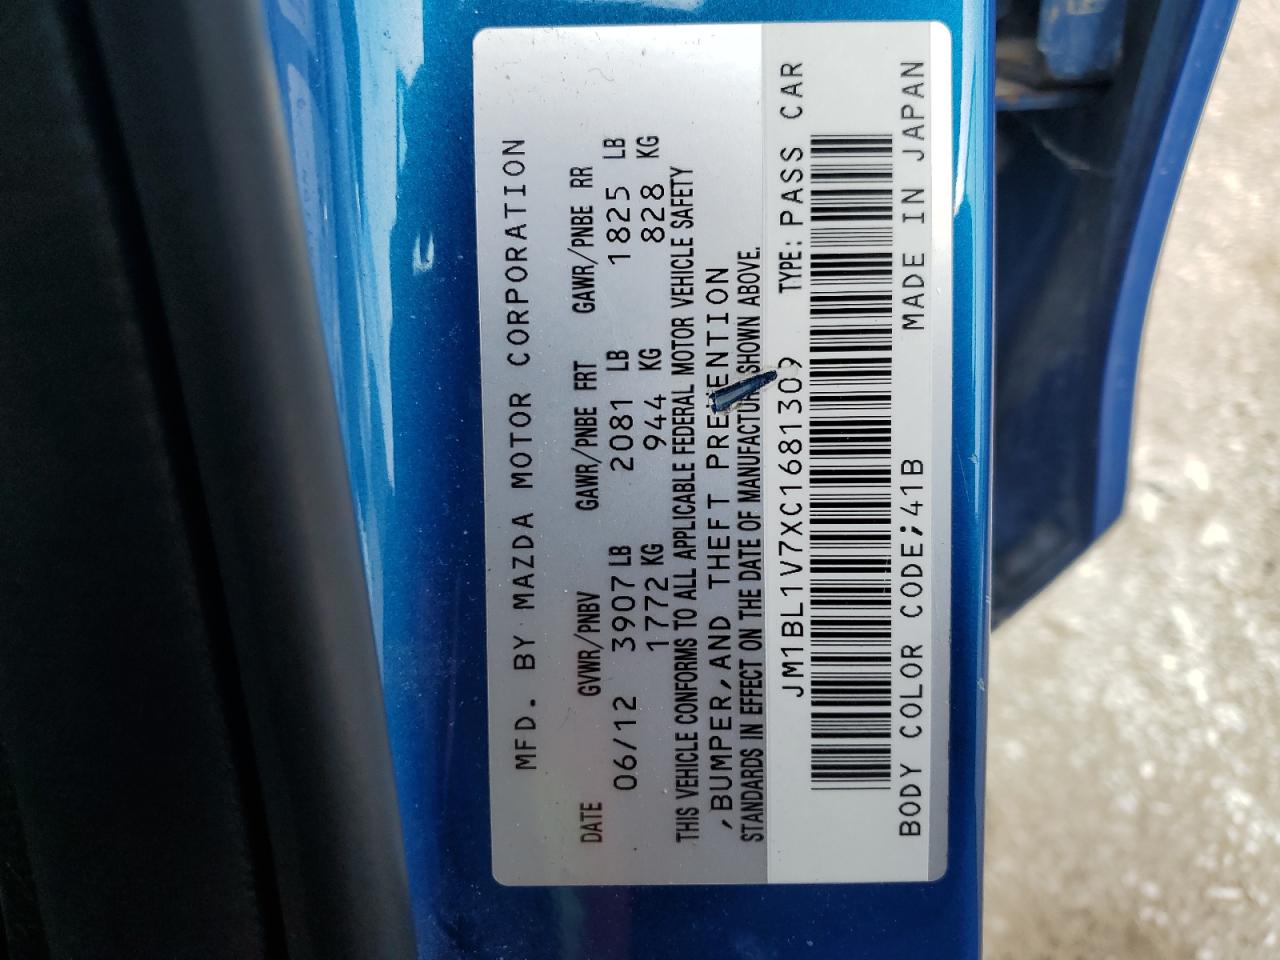 MFD. BY MAZDA MOTOR CORPORATION
DATE GVWR/PNBV GAWR/PNBE FRT GAWR/PNBE RR
06/12 3907 LB 2081 LB 1825 LB
1772 KG 944 KG 828 KG
THIS VEHICLE CONFORMS TO ALL APPLICABLE FEDERAL MOTOR VEHICLE SAFETY
,BUMPER, AND THEFT PREVENTION
STANDARDS IN EFFECT ON THE DATE OF MANUFACTURE SHOWN ABOVE.
JM1BL1V7XC1681309 TYPE: PASS CAR
BODY COLOR CODE;41B MADE IN JAPAN